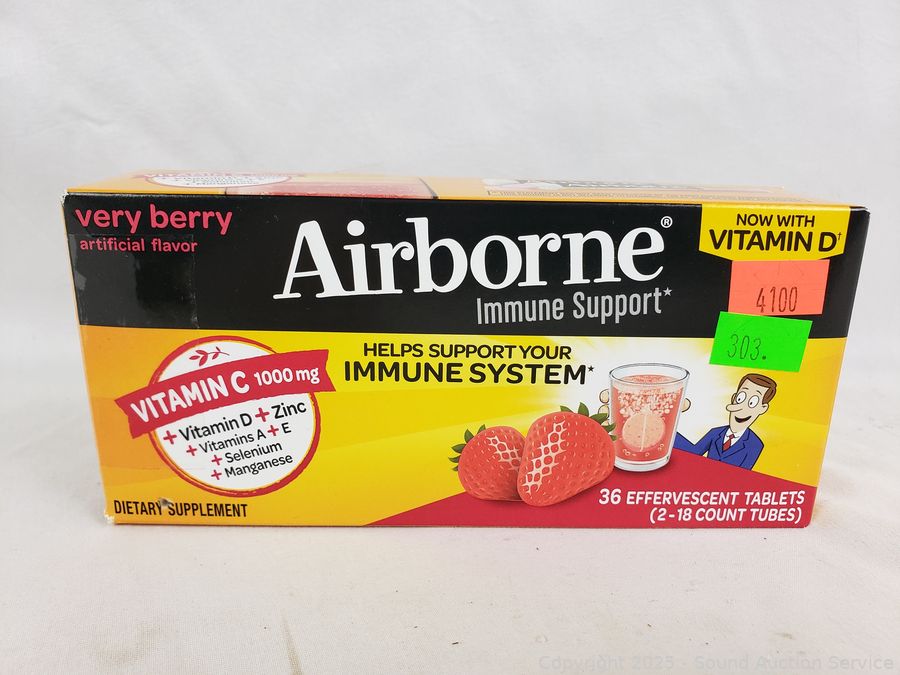 very berry
artificial flavor
Airborne®
Immune Support*
NOW WITH
VITAMIN D†
4100
303.
HELPS SUPPORT YOUR
IMMUNE SYSTEM*
VITAMIN C 1000 mg
+ Vitamin D + Zinc
+ Vitamins A + E
+ Selenium
+ Manganese
DIETARY SUPPLEMENT
36 EFFERVESCENT TABLETS
(2-18 COUNT TUBES)
Copyright 2025 - Sound Auction Service